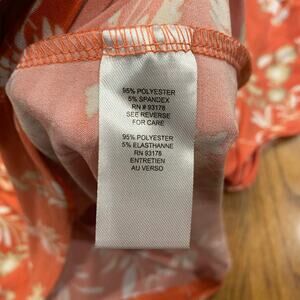 95% POLYESTER
5% SPANDEX
RN # 93178
SEE REVERSE
FOR CARE
95% POLYESTER
5% ELASTHANNE
RN 93178
ENTRETIEN
AU VERSO